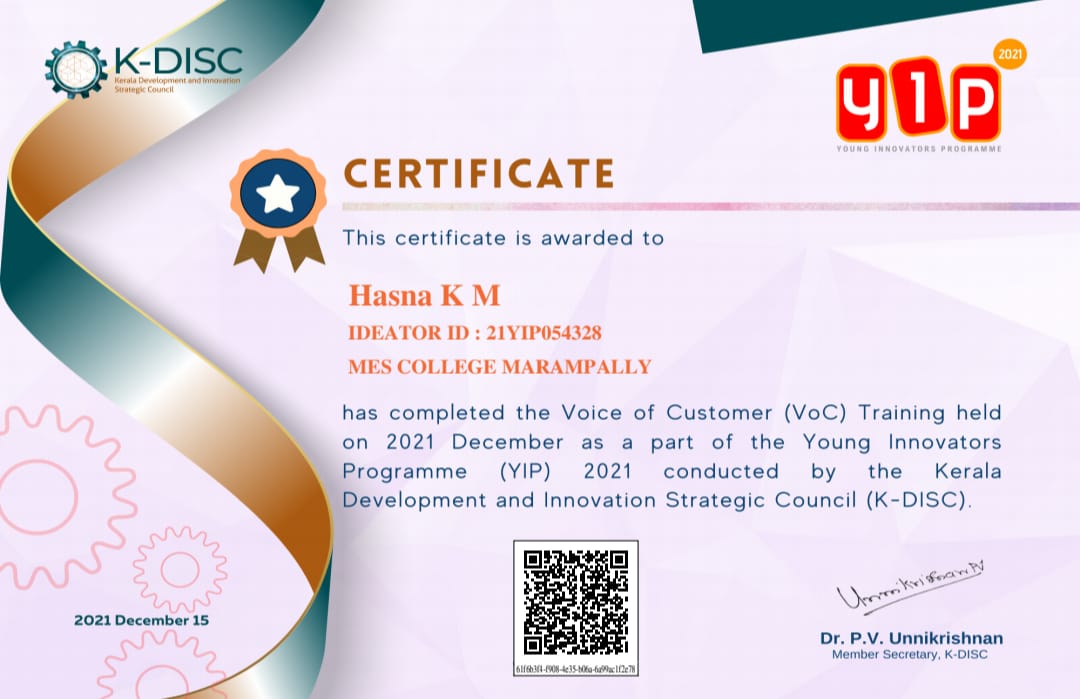 K-DISC
Kerala Development and Innovation
Strategic Council
2021
yip
YOUNG INNOVATORS PROGRAMME
CERTIFICATE
This certificate is awarded to
Hasna K M
IDEATOR ID : 21YIP054328
MES COLLEGE MARAMPALLY
has completed the Voice of Customer (VoC) Training held
on 2021 December as a part of the Young Innovators
Programme (YIP) 2021 conducted by the Kerala
Development and Innovation Strategic Council (K-DISC).
2021 December 15
61f6b3f4-f908-4e35-b06a-6a99ac1f2e78
Unnikrishnan PV
Dr. P.V. Unnikrishnan
Member Secretary, K-DISC